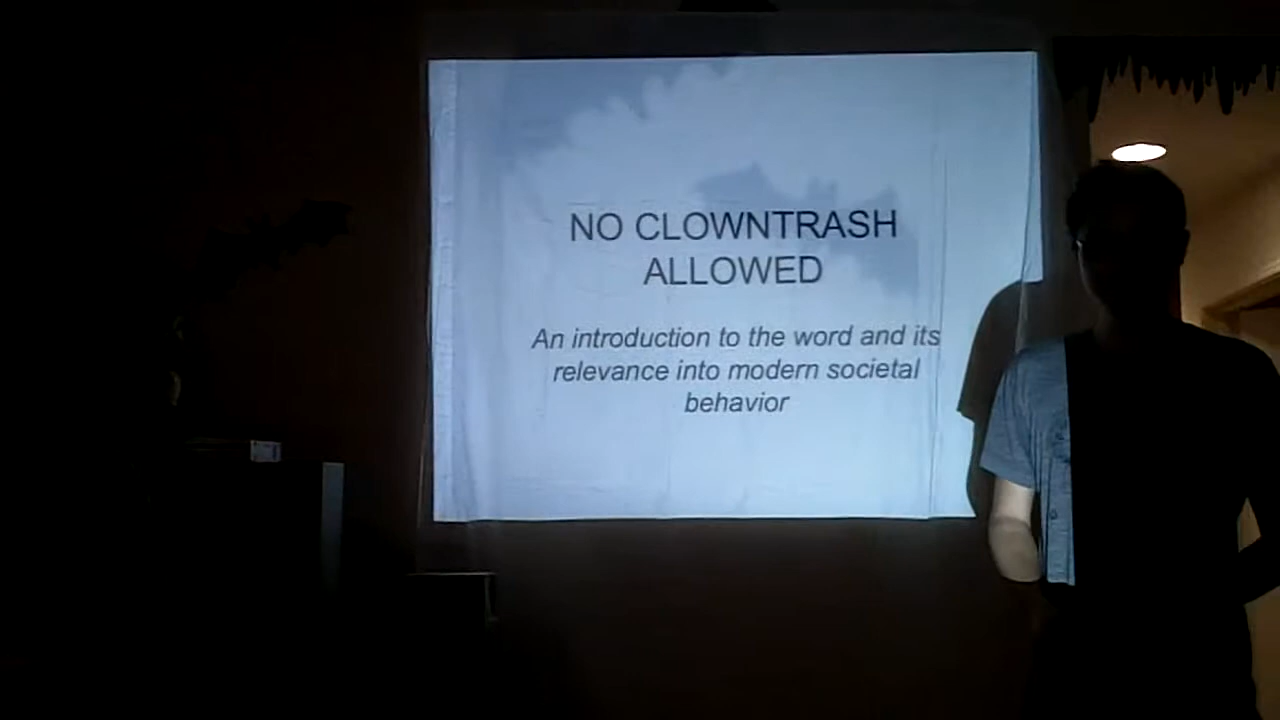 NO CLOWNTRASH
ALLOWED
An introduction to the word and its
relevance into modern societal
behavior